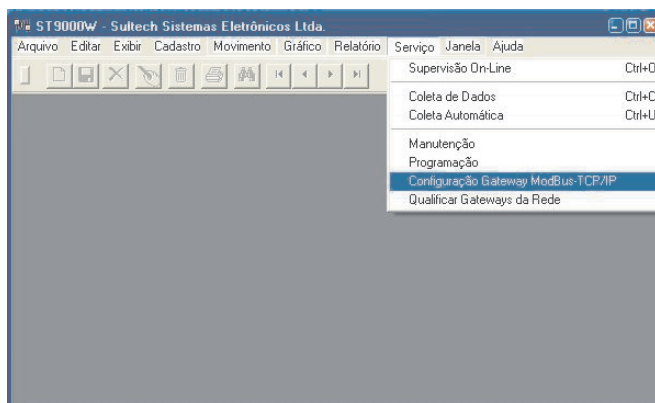 ST9000W - Sultech Sistemas Eletrônicos Ltda.
Arquivo Editar Exibir Cadastro Movimento Gráfico Relatório Serviço Janela Ajuda
Supervisão On-Line Ctrl+O
Coleta de Dados Ctrl+C
Coleta Automática Ctrl+U
Manutenção
Programação
Configuração Gateway ModBus-TCP/IP
Qualificar Gateways da Rede